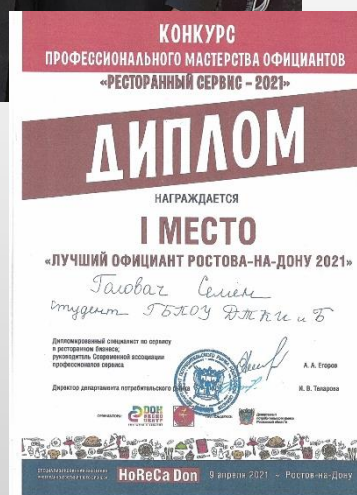 КОНКУРС
ПРОФЕССИОНАЛЬНОГО МАСТЕРСТВА ОФИЦИАНТОВ
«РЕСТОРАННЫЙ СЕРВИС – 2021»
ДИПЛОМ
НАГРАЖДАЕТСЯ
I МЕСТО
«ЛУЧШИЙ ОФИЦИАНТ РОСТОВА-НА-ДОНУ 2021»
Головач Семён
студент ГБПОУ
Дипломированный специалист по сервису
в ресторанном бизнесе,
руководитель Современной ассоциации
профессионалов сервиса
А. А. Егоров
Директор департамента потребительского рынка
И. В. Теларова
HoReCa Don
9 апреля 2021 – Ростов-на-Дону